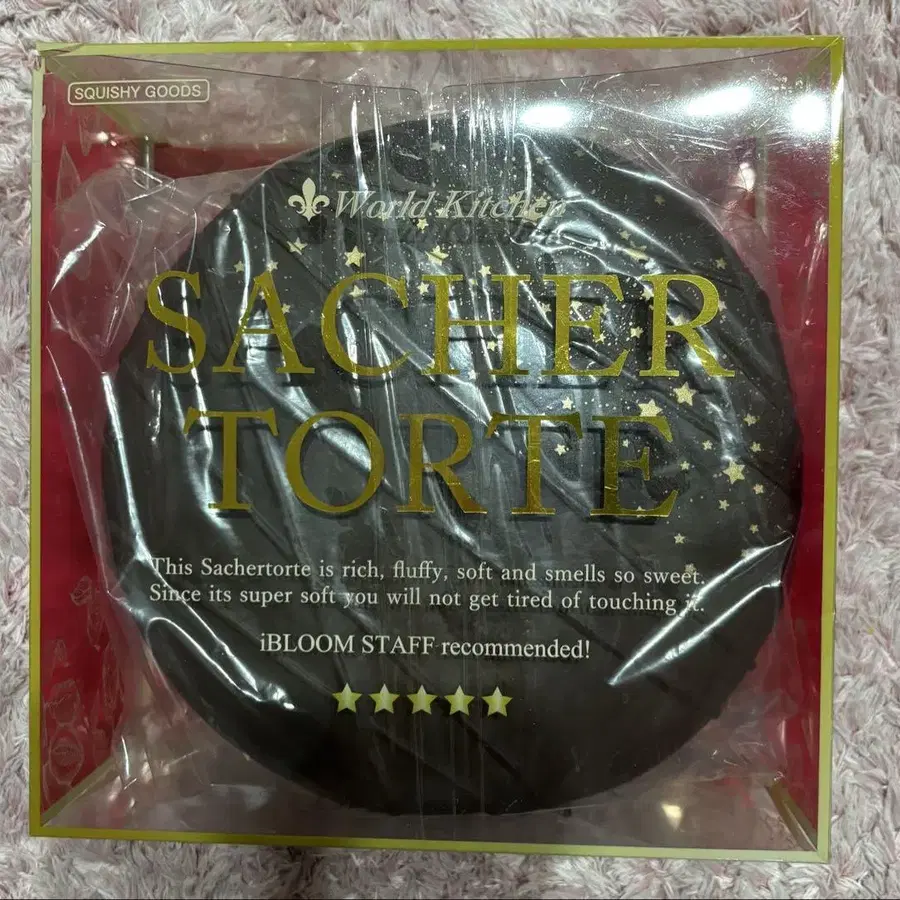 SQUISHY GOODS
World Kitchen
SACHER
TORTE
This Sachertorte is rich, fluffy, soft and smells so sweet.
Since its super soft you will not get tired of touching it.
iBLOOM STAFF recommended!